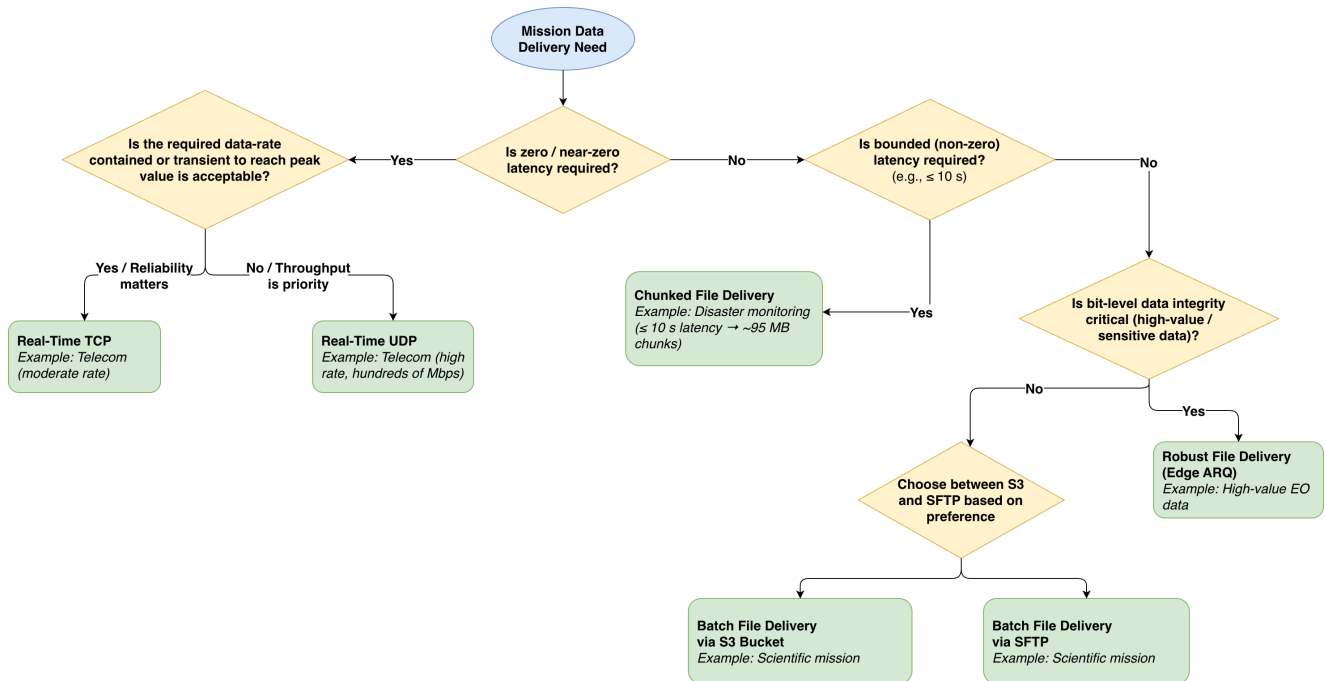 Mission Data
Delivery Need
Is the required data-rate
contained or transient to reach peak
value is acceptable?
Yes
Is zero / near-zero
latency required?
No
Is bounded (non-zero)
latency required?
(e.g., ≤ 10 s)
No
Yes / Reliability
matters
No / Throughput
is priority
Real-Time TCP
Example: Telecom
(moderate rate)
Real-Time UDP
Example: Telecom (high
rate, hundreds of Mbps)
Chunked File Delivery
Example: Disaster monitoring
(≤ 10 s latency → ~95 MB
chunks)
Yes
Is bit-level data integrity
critical (high-value /
sensitive data)?
No
Yes
Robust File Delivery
(Edge ARQ)
Example: High-value EO
data
Choose between S3
and SFTP based on
preference
Batch File Delivery
via S3 Bucket
Example: Scientific mission
Batch File Delivery
via SFTP
Example: Scientific mission